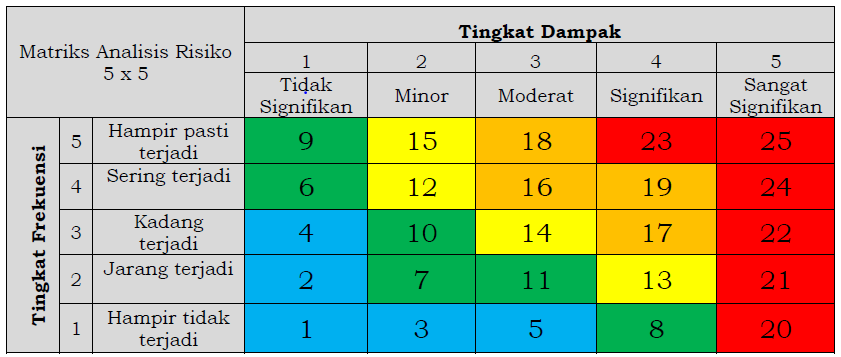 Matriks Analisis Risiko
5 x 5
Tingkat Dampak
1 2 3 4 5
Tidak Signifikan
Minor
Moderat
Signifikan
Sangat Signifikan
Tingkat Frekuensi
5 Hampir pasti terjadi 9 15 18 23 25
4 Sering terjadi 6 12 16 19 24
3 Kadang terjadi 4 10 14 17 22
2 Jarang terjadi 2 7 11 13 21
1 Hampir tidak terjadi 1 3 5 8 20